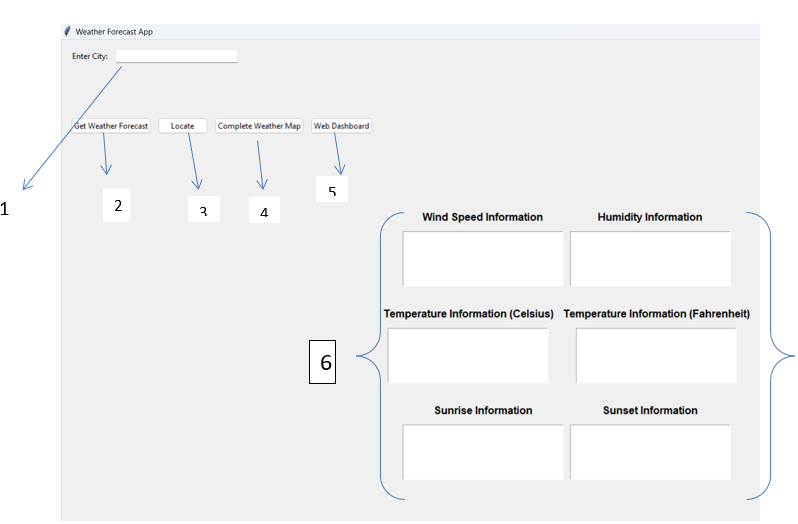 Weather Forecast App
Enter City:
Get Weather Forecast Locate Complete Weather Map Web Dashboard
1 2 3 4 5
Wind Speed Information Humidity Information
Temperature Information (Celsius) Temperature Information (Fahrenheit)
6
Sunrise Information Sunset Information